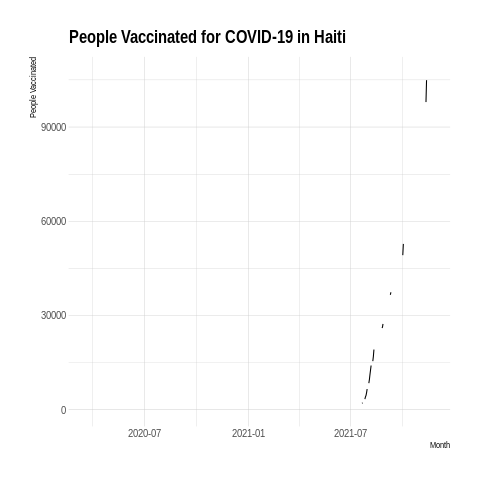 People Vaccinated for COVID-19 in Haiti
People Vaccinated
90000
60000
30000
0
2020-07
2021-01
2021-07
Month